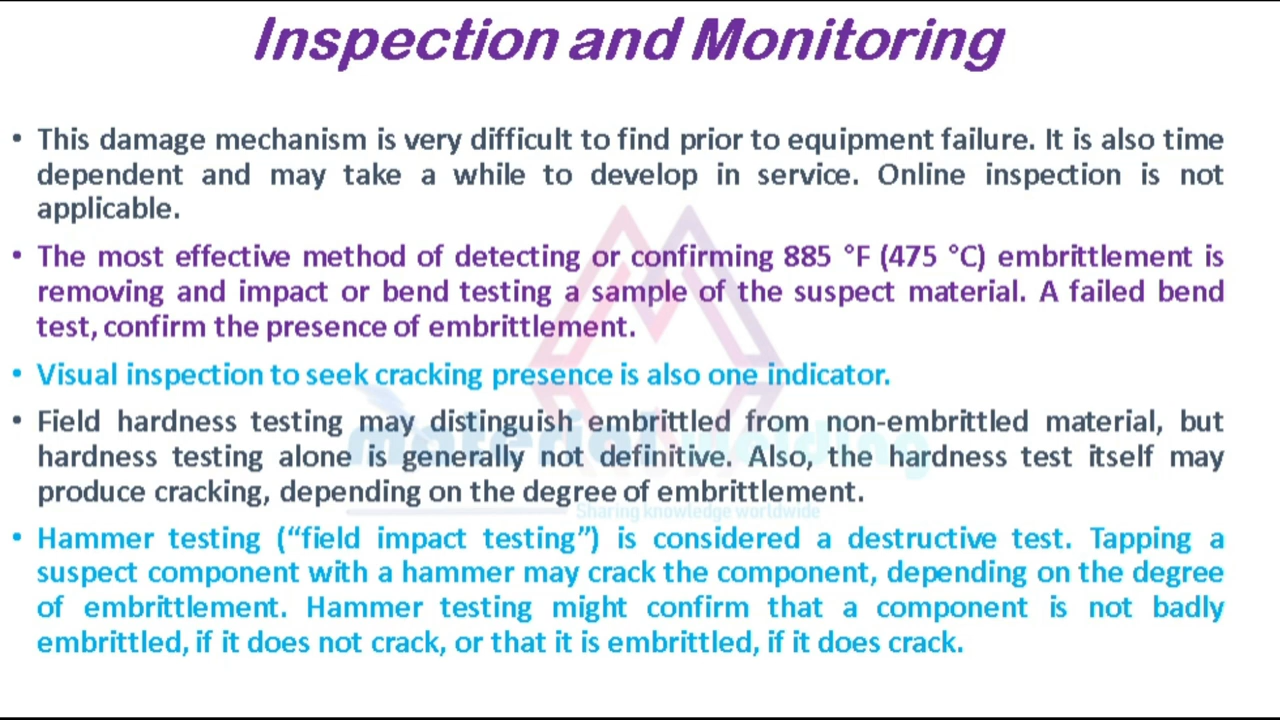 Inspection and Monitoring
• This damage mechanism is very difficult to find prior to equipment failure. It is also time
dependent and may take a while to develop in service. Online inspection is not
applicable.
• The most effective method of detecting or confirming 885 °F (475 °C) embrittlement is
removing and impact or bend testing a sample of the suspect material. A failed bend
test, confirm the presence of embrittlement.
• Visual inspection to seek cracking presence is also one indicator.
• Field hardness testing may distinguish embrittled from non-embrittled material, but
hardness testing alone is generally not definitive. Also, the hardness test itself may
produce cracking, depending on the degree of embrittlement.
Sharing knowledge worldwide
• Hammer testing (“field impact testing”) is considered a destructive test. Tapping a
suspect component with a hammer may crack the component, depending on the degree
of embrittlement. Hammer testing might confirm that a component is not badly
embrittled, if it does not crack, or that it is embrittled, if it does crack.